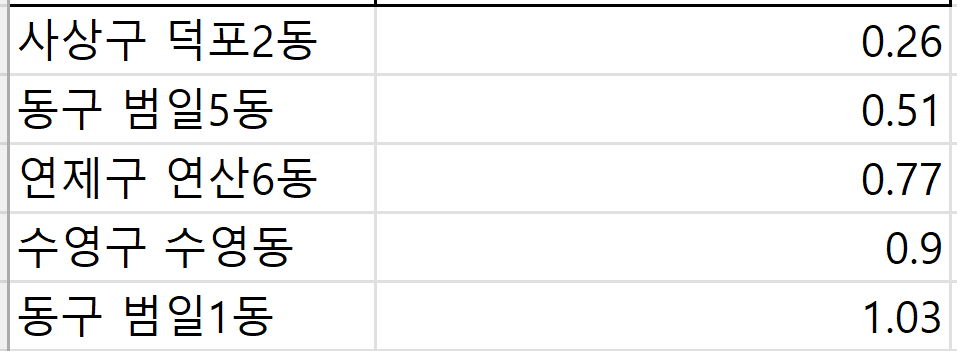 사상구 덕포2동 0.26
동구 범일5동 0.51
연제구 연산6동 0.77
수영구 수영동 0.9
동구 범일1동 1.03